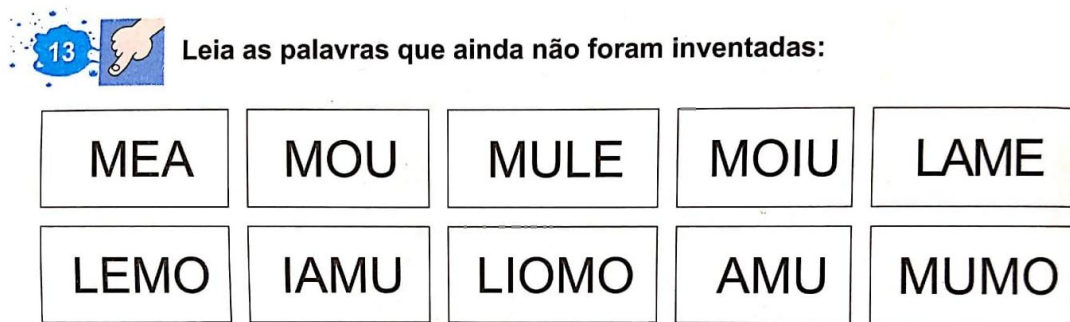 13 Leia as palavras que ainda não foram inventadas:
MEA MOU MULE MOIU LAME
LEMO IAMU LIOMO AMU MUMO